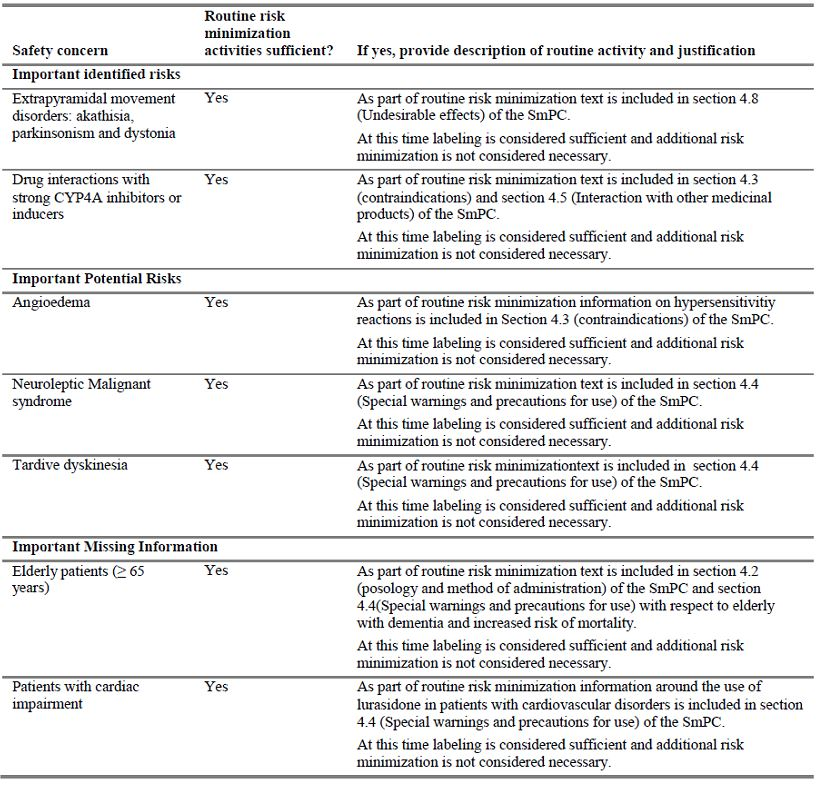 Safety concern
Routine risk
minimization
activities sufficient?
If yes, provide description of routine activity and justification
Important identified risks
Extrapyramidal movement
disorders: akathisia,
parkinsonism and dystonia
Yes
As part of routine risk minimization text is included in section 4.8
(Undesirable effects) of the SmPC.
At this time labeling is considered sufficient and additional risk
minimization is not considered necessary.
Drug interactions with
strong CYP4A inhibitors or
inducers
Yes
As part of routine risk minimization text is included in section 4.3
(contraindications) and section 4.5 (Interaction with other medicinal
products) of the SmPC.
At this time labeling is considered sufficient and additional risk
minimization is not considered necessary.
Important Potential Risks
Angioedema
Yes
As part of routine risk minimization information on hypersensitivitiy
reactions is included in Section 4.3 (contraindications) of the SmPC.
At this time labeling is considered sufficient and additional risk
minimization is not considered necessary.
Neuroleptic Malignant
syndrome
Yes
As part of routine risk minimization text is included in section 4.4
(Special warnings and precautions for use) of the SmPC.
At this time labeling is considered sufficient and additional risk
minimization is not considered necessary.
Tardive dyskinesia
Yes
As part of routine risk minimizationtext is included in section 4.4
(Special warnings and precautions for use) of the SmPC.
At this time labeling is considered sufficient and additional risk
minimization is not considered necessary.
Important Missing Information
Elderly patients (≥ 65
years)
Yes
As part of routine risk minimization text is included in section 4.2
(posology and method of administration) of the SmPC and section
4.4(Special warnings and precautions for use) with respect to elderly
with dementia and increased risk of mortality.
At this time labeling is considered sufficient and additional risk
minimization is not considered necessary.
Patients with cardiac
impairment
Yes
As part of routine risk minimization information around the use of
lurasidone in patients with cardiovascular disorders is included in section
4.4 (Special warnings and precautions for use) of the SmPC.
At this time labeling is considered sufficient and additional risk
minimization is not considered necessary.